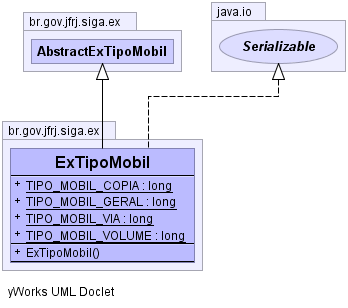 br.gov.jfrj.siga.ex
AbstractExTipoMobil
java.io
Serializable
br.gov.jfrj.siga.ex
ExTipoMobil
+ TIPO_MOBIL_COPIA : long
+ TIPO_MOBIL_GERAL : long
+ TIPO_MOBIL_VIA : long
+ TIPO_MOBIL_VOLUME : long
+ ExTipoMobil()
yWorks UML Doclet